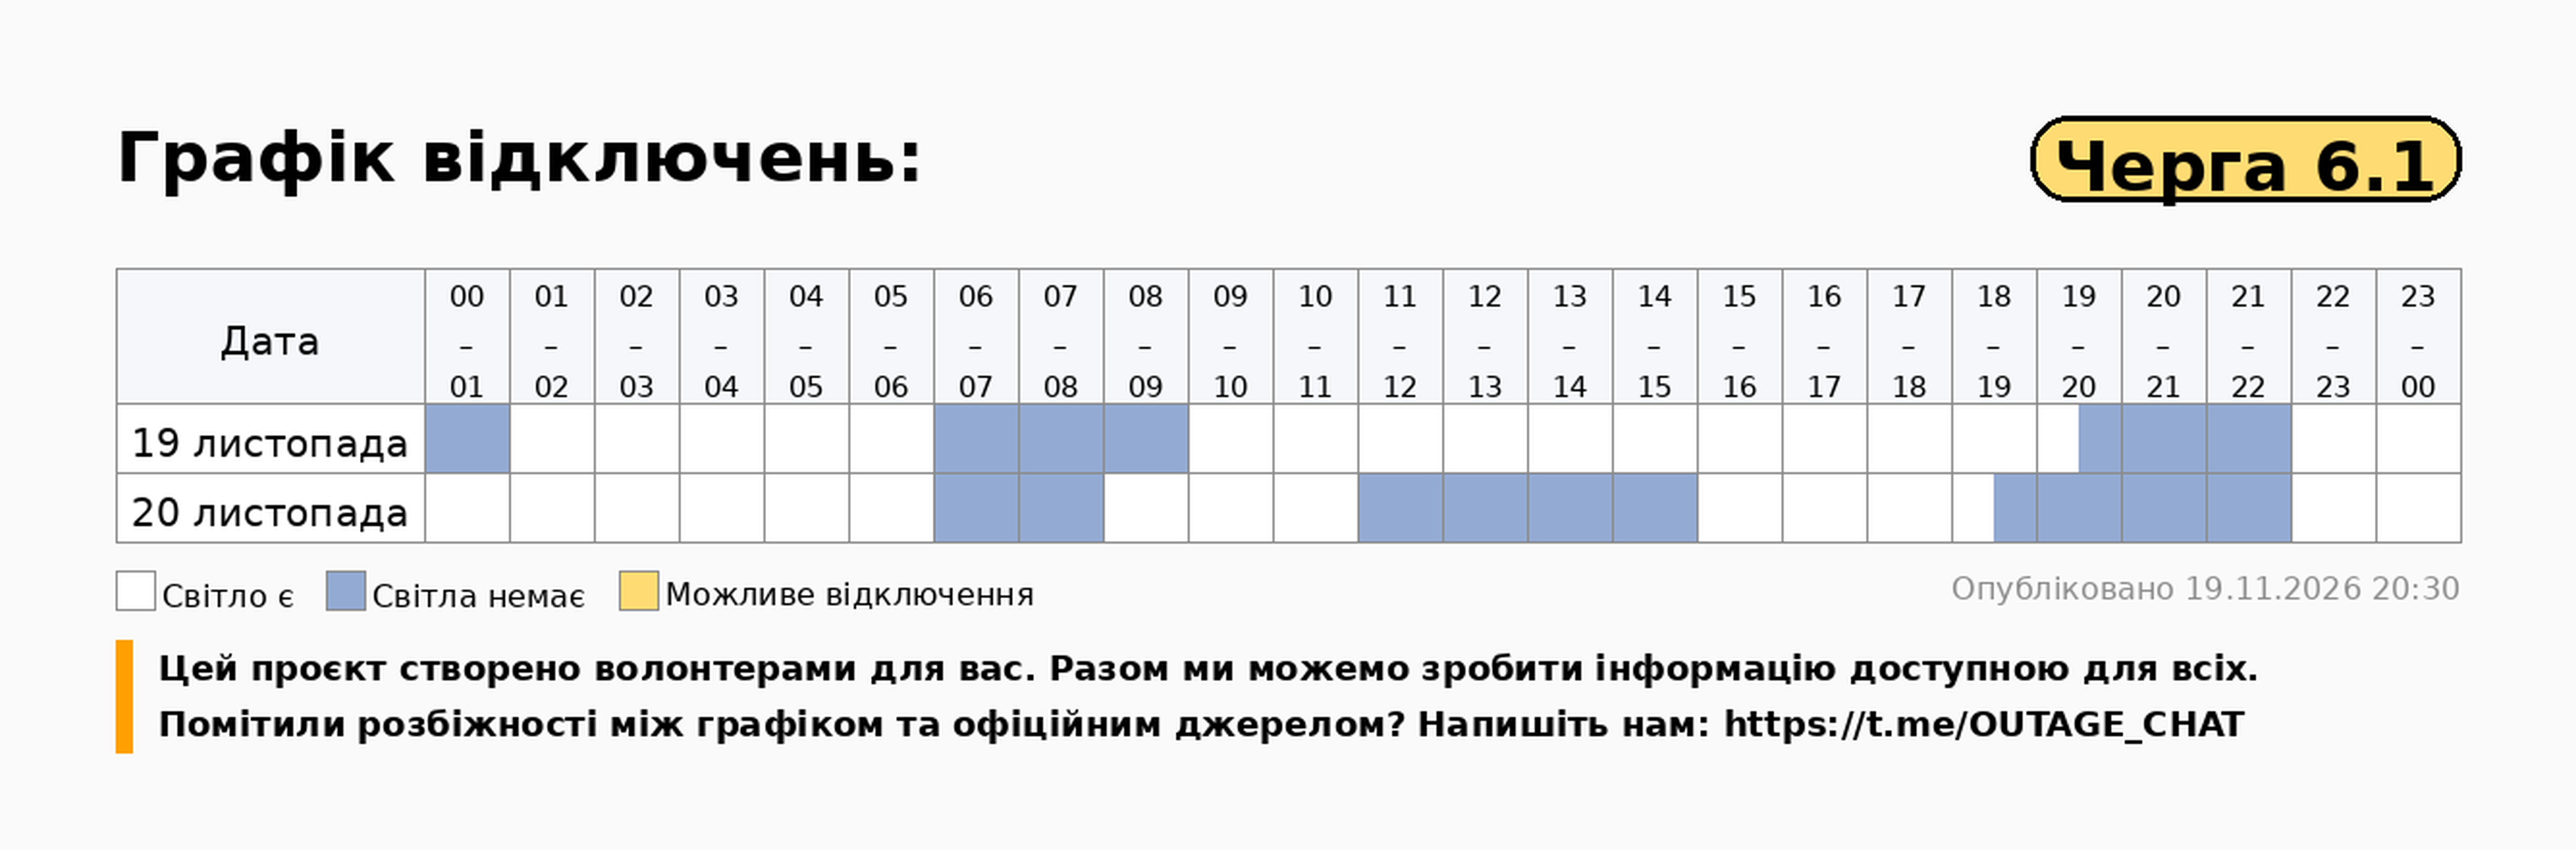 Графік відключень:
Черга 6.1
Дата
00 – 01
01 – 02
02 – 03
03 – 04
04 – 05
05 – 06
06 – 07
07 – 08
08 – 09
09 – 10
10 – 11
11 – 12
12 – 13
13 – 14
14 – 15
15 – 16
16 – 17
17 – 18
18 – 19
19 – 20
20 – 21
21 – 22
22 – 23
23 – 00
19 листопада
20 листопада
Світло є
Світла немає
Можливе відключення
Опубліковано 19.11.2026 20:30
Цей проєкт створено волонтерами для вас. Разом ми можемо зробити інформацію доступною для всіх.
Помітили розбіжності між графіком та офіційним джерелом? Напишіть нам: https://t.me/OUTAGE_CHAT